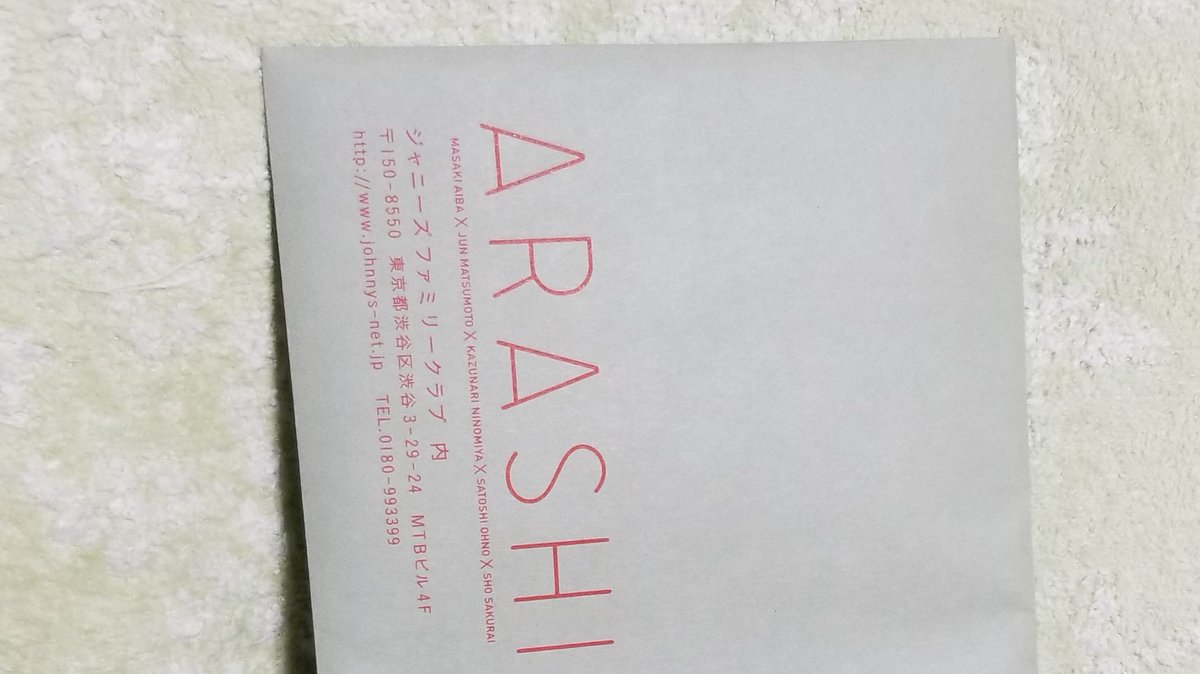 ARASHI
MASAKI AIBA X JUN MATSUMOTO X KAZUNARI NINOMIYA X SATOSHI OHNO X SHO SAKURAI
ジャニーズファミリークラブ 内
〒150-8550 東京都渋谷区渋谷3-29-24 MTBビル4F
http://www.johnnys-net.jp TEL.0180-993399